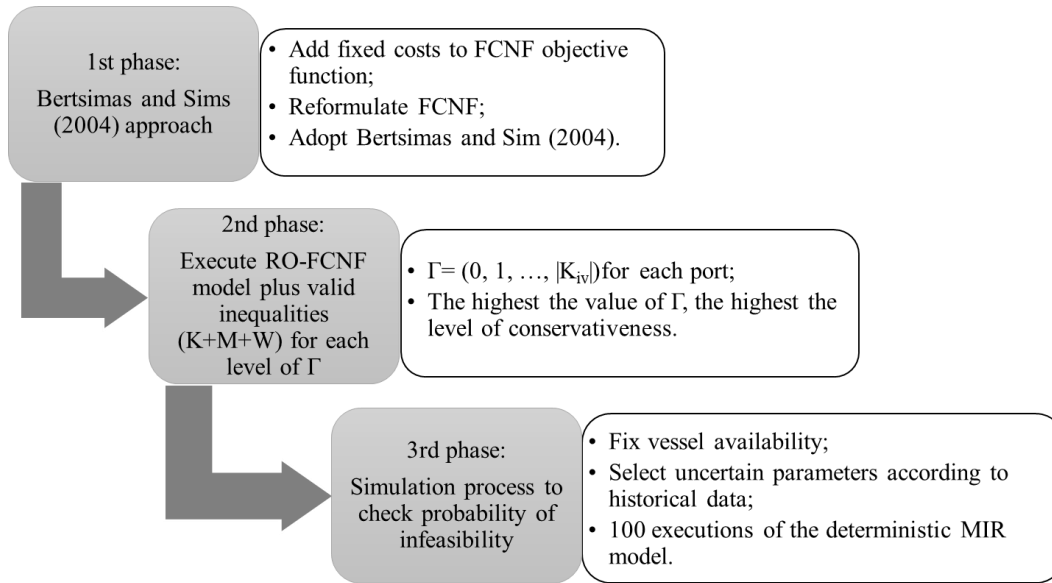 1st phase:
Bertsimas and Sims
(2004) approach
• Add fixed costs to FCNF objective
function;
• Reformulate FCNF;
• Adopt Bertsimas and Sim (2004).
2nd phase:
Execute RO-FCNF
model plus valid
inequalities
(K+M+W) for each
level of Γ
• Γ= (0, 1, …, |Kiv|)for each port;
• The highest the value of Γ, the highest the
level of conservativeness.
3rd phase:
Simulation process to
check probability of
infeasibility
• Fix vessel availability;
• Select uncertain parameters according to
historical data;
• 100 executions of the deterministic MIR
model.